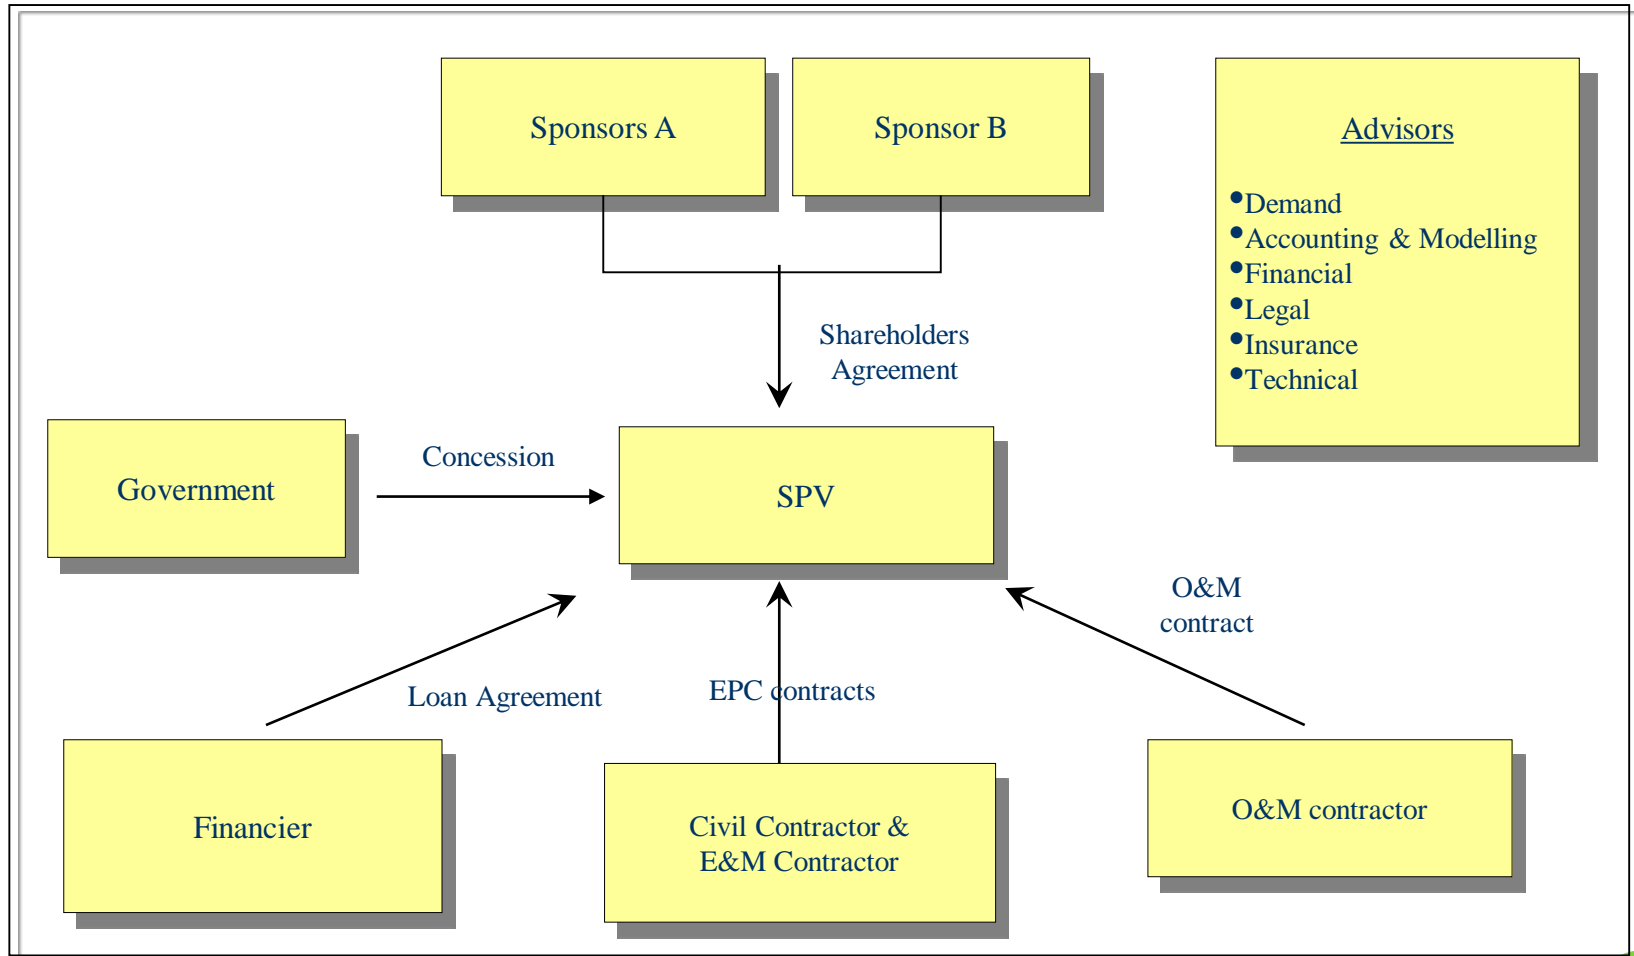 Sponsors A
Sponsor B
Advisors
•Demand
•Accounting & Modelling
•Financial
•Legal
•Insurance
•Technical
Shareholders
Agreement
Concession
Government
SPV
O&M
contract
Loan Agreement
EPC contracts
Financier
Civil Contractor &
E&M Contractor
O&M contractor